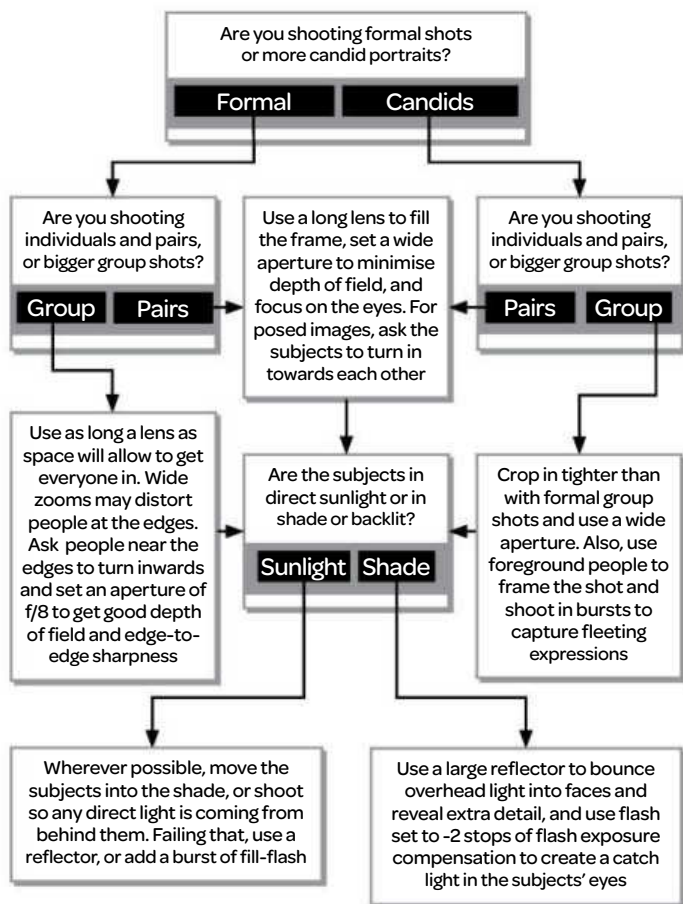 Are you shooting formal shots
or more candid portraits?
Formal
Candids
Are you shooting
individuals and pairs,
or bigger group shots?
Group
Pairs
Use a long lens to fill
the frame, set a wide
aperture to minimise
depth of field, and
focus on the eyes. For
posed images, ask the
subjects to turn in
towards each other
Are you shooting
individuals and pairs,
or bigger group shots?
Pairs
Group
Use as long a lens as
space will allow to get
everyone in. Wide
zooms may distort
people at the edges.
Ask people near the
edges to turn inwards
and set an aperture of
f/8 to get good depth
of field and edge-to-
edge sharpness
Are the subjects in
direct sunlight or in
shade or backlit?
Sunlight
Shade
Crop in tighter than
with formal group
shots and use a wide
aperture. Also, use
foreground people to
frame the shot and
shoot in bursts to
capture fleeting
expressions
Wherever possible, move the
subjects into the shade, or shoot
so any direct light is coming from
behind them. Failing that, use a
reflector, or add a burst of fill-flash
Use a large reflector to bounce
overhead light into faces and
reveal extra detail, and use flash
set to -2 stops of flash exposure
compensation to create a catch
light in the subjects' eyes